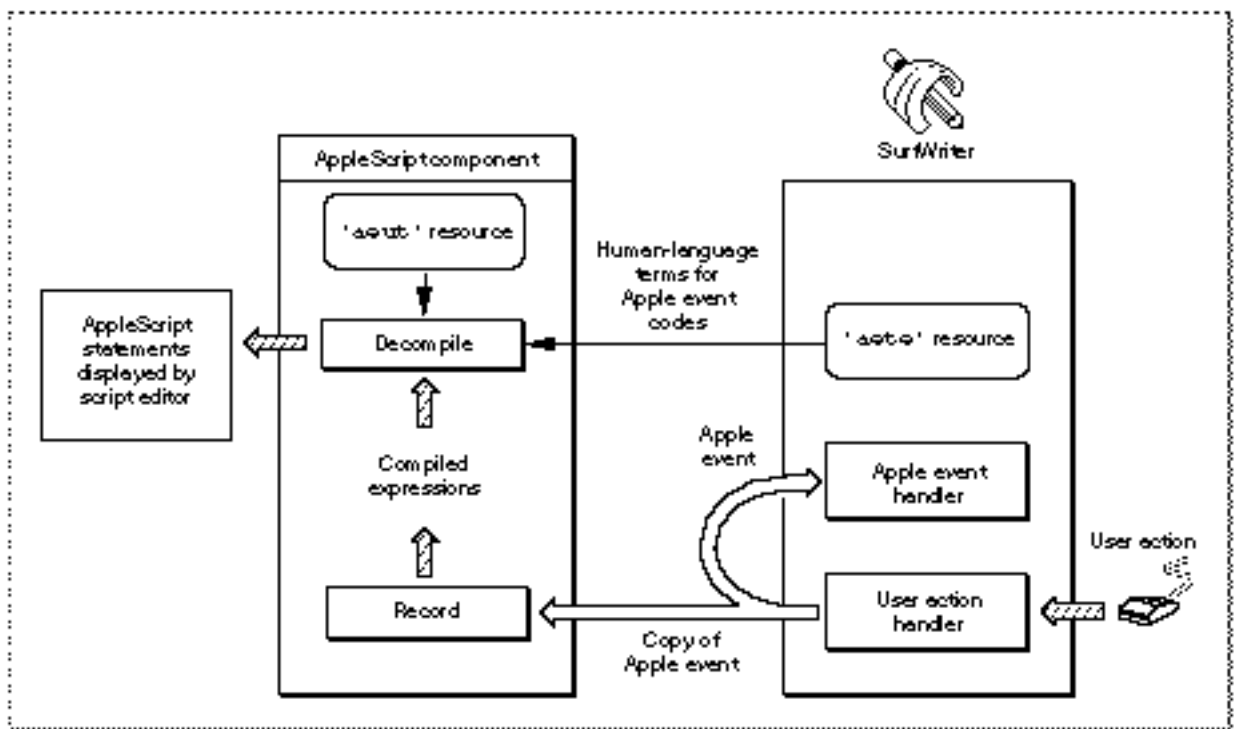 SurfWriter
AppleScript component
'aeut' resource
Human-language
terms for
Apple event
codes
AppleScript
statements
displayed by
script editor
Decompile
'aete' resource
Apple
event
Compiled
expressions
Apple event
handler
User action
Record
User action
handler
Copy of
Apple event